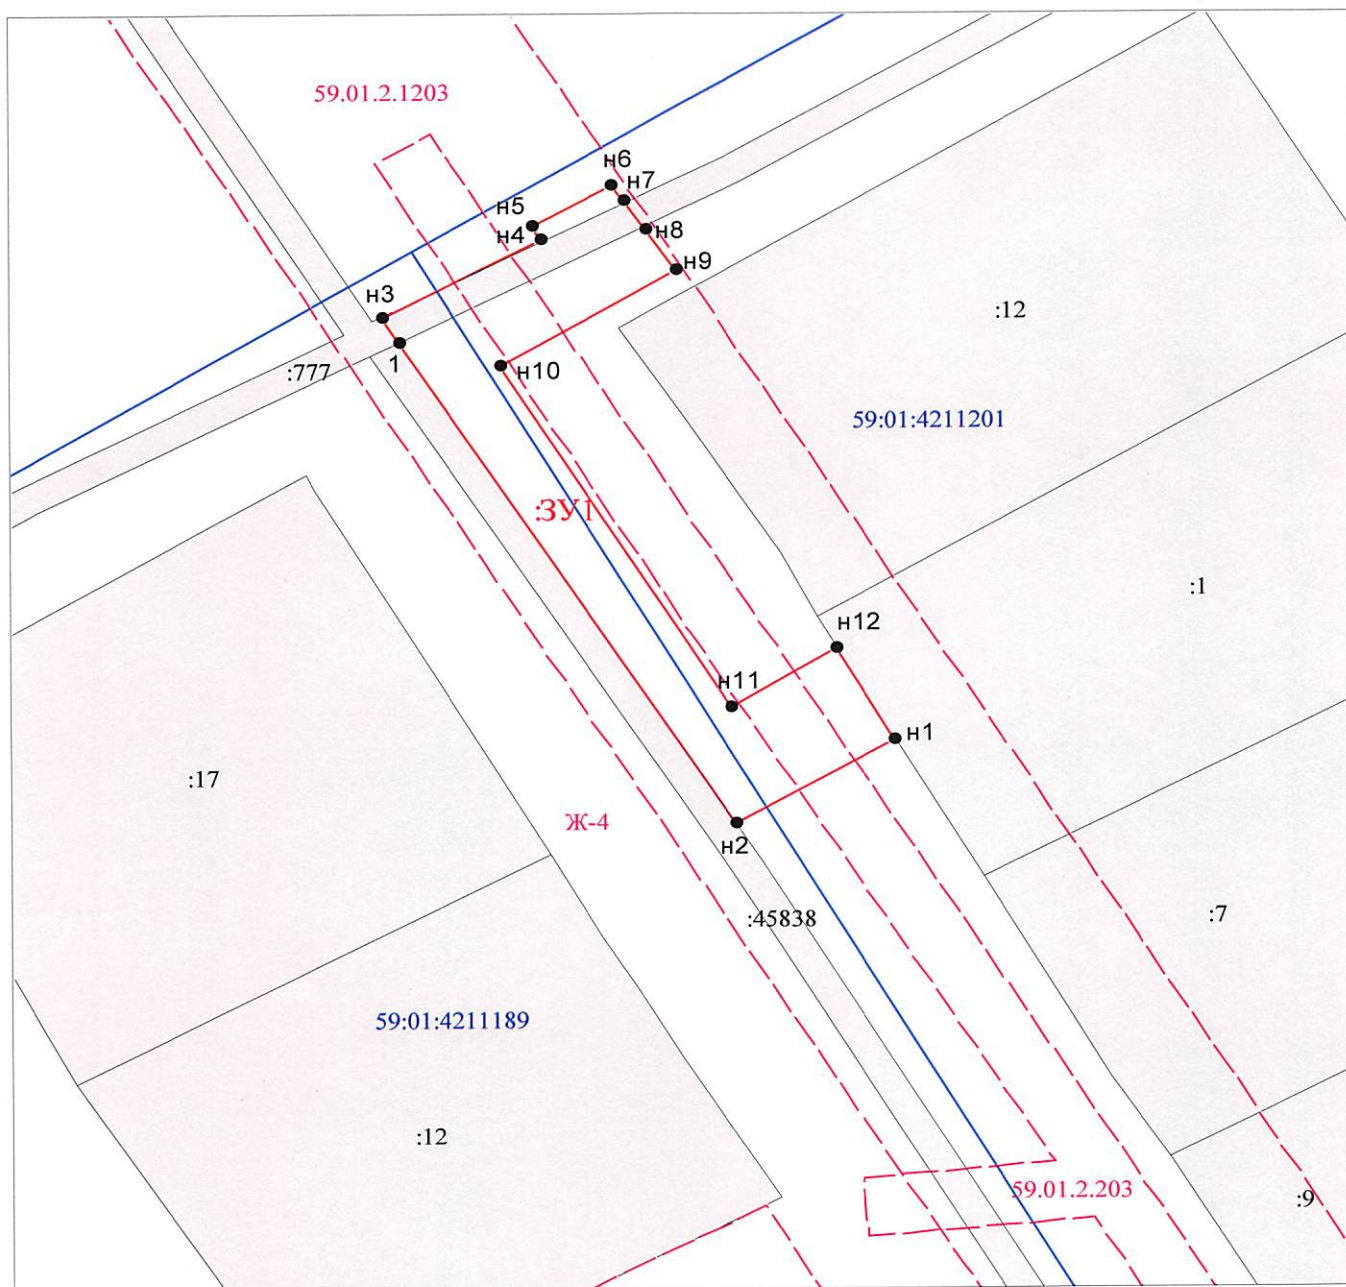 59.01.2.1203
н6
н7
н5
н4
н8
н9
н3
1
:777
н10
:12
59:01:4211201
:ЗУ1
:1
н12
н11
н1
:17
Ж-4
н2
:45838
:7
59:01:4211189
:12
59.01.2.203
:9